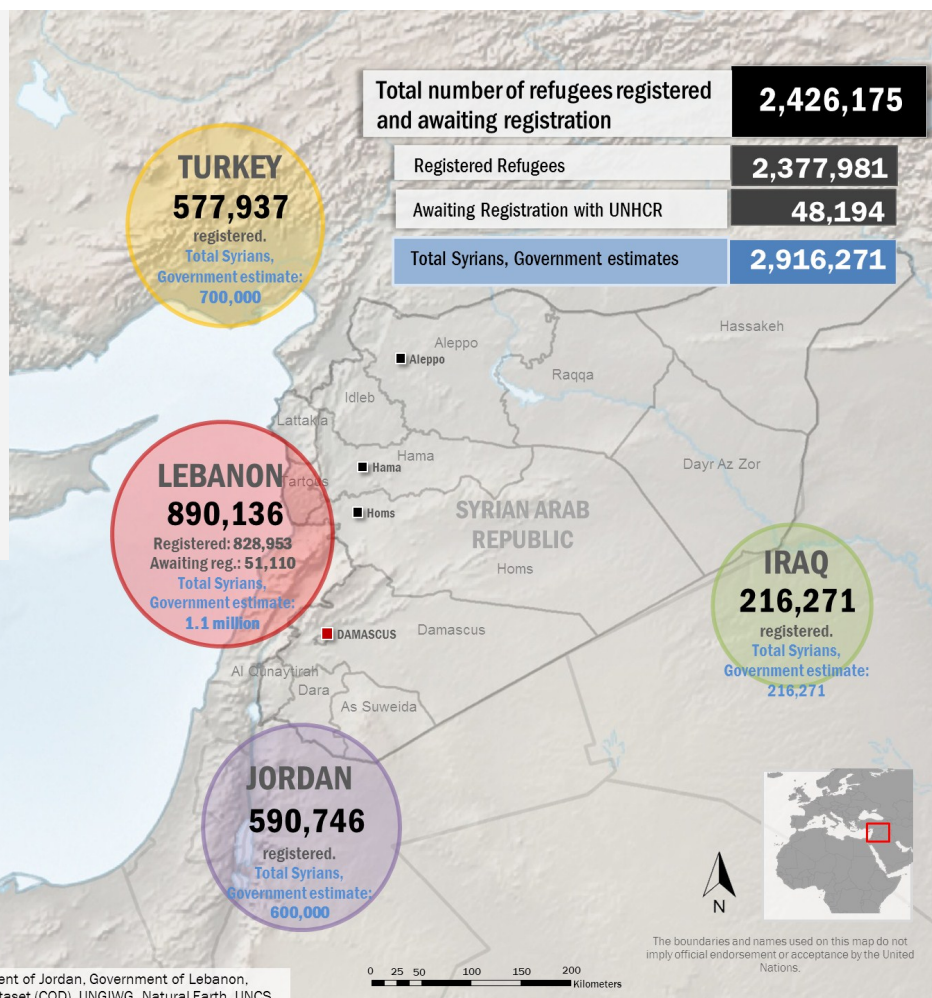 Total number of refugees registered
and awaiting registration
2,426,175
Registered Refugees
2,377,981
Awaiting Registration with UNHCR
48,194
Total Syrians, Government estimates
2,916,271
TURKEY
577,937
registered.
Total Syrians,
Government estimate:
700,000
Hassakeh
Aleppo
Aleppo
Raqqa
Idleb
Lattakia
Hama
Hama
Dayr Az Zor
LEBANON
890,136
Registered: 828,953
Awaiting reg.: 51,110
Total Syrians,
Government estimate:
1.1 million
Tartous
Homs
SYRIAN ARAB
REPUBLIC
Homs
IRAQ
216,271
registered.
Total Syrians,
Government estimate:
216,271
DAMASCUS
Damascus
Al Qunaytirah
Dara
As Suweida
JORDAN
590,746
registered.
Total Syrians,
Government estimate:
600,000
N
The boundaries and names used on this map do not
imply official endorsement or acceptance by the United
Nations.
0 25 50 100 150 200
Kilometers
ent of Jordan, Government of Lebanon,
taset (COD), UNGIWG, Natural Earth, UNCS